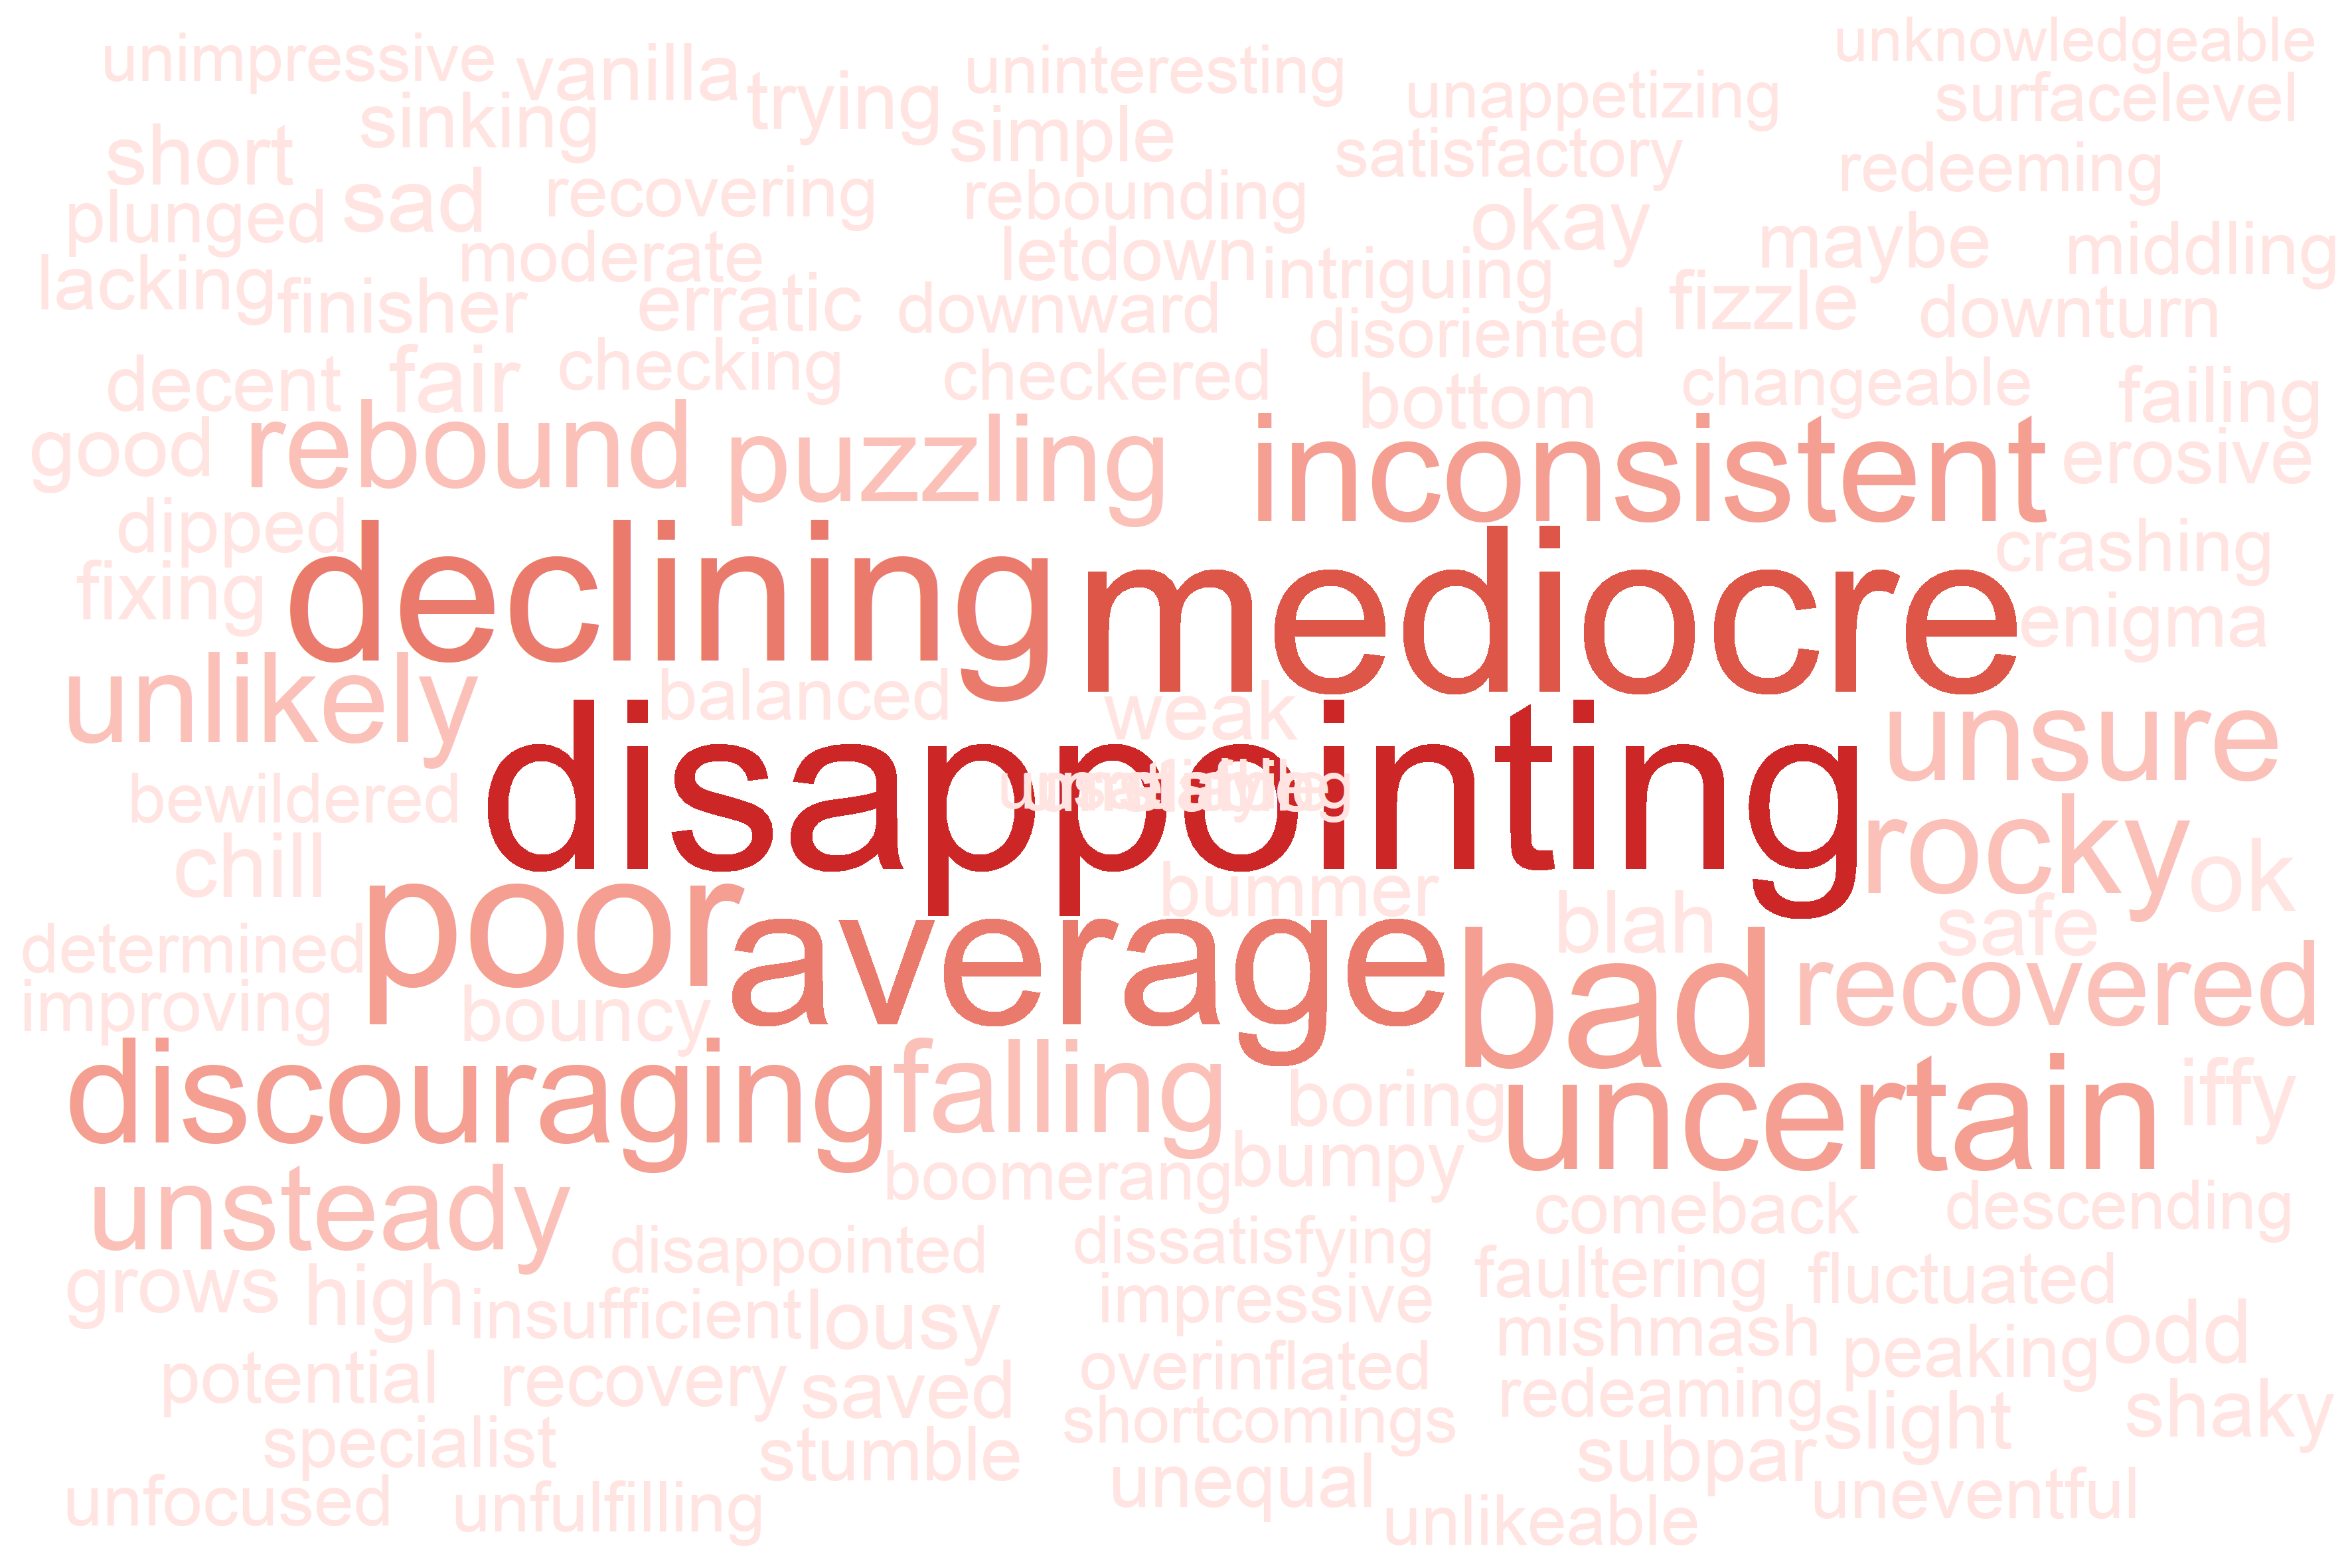 unimpressive vanilla trying uninteresting unappetizing unknowledgeable
sinking simple surfacelevel
short satisfactory redeeming
plunged sad recovering rebounding okay maybe middling
lacking moderate letdown intriguing
finisher erratic downward disoriented fizzle downturn
decent fair checking checkered bottom changeable failing
good rebound puzzling inconsistent erosive
dipped crashing
fixing declining mediocre enigma
unlikely balanced weak unsure
bewildered disappointing
chill rocky ok
poor bummer blah safe
determined average bad recovered
improving bouncy
discouraging falling boring uncertain iffy
unsteady boomerang bumpy comeback descending
disappointed dissatisfying faultering fluctuated
grows high insufficient lousy impressive mishmash odd
potential recovery saved overinflated redeaming peaking shaky
specialist stumble shortcomings subpar slight
unfocused unfulfilling unequal unlikeable uneventful